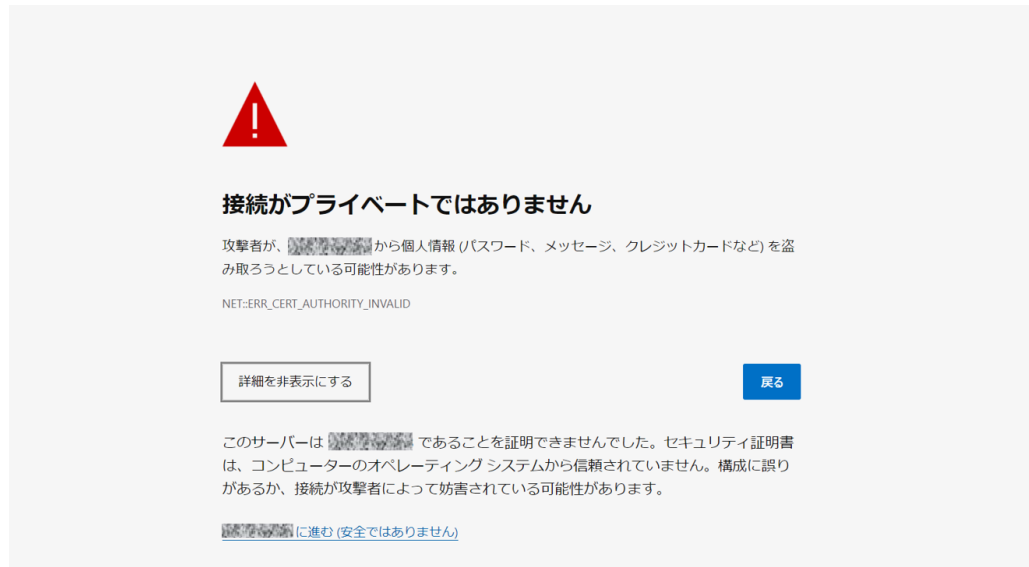 接続がプライベートではありません
攻撃者が、から個人情報 (パスワード、メッセージ、クレジットカードなど) を盗
み取ろうとしている可能性があります。
NET::ERR_CERT_AUTHORITY_INVALID
詳細を非表示にする
戻る
このサーバーは であることを証明できませんでした。セキュリティ証明書
は、コンピューターのオペレーティング システムから信頼されていません。構成に誤り
があるか、接続が攻撃者によって妨害されている可能性があります。
に進む (安全ではありません)